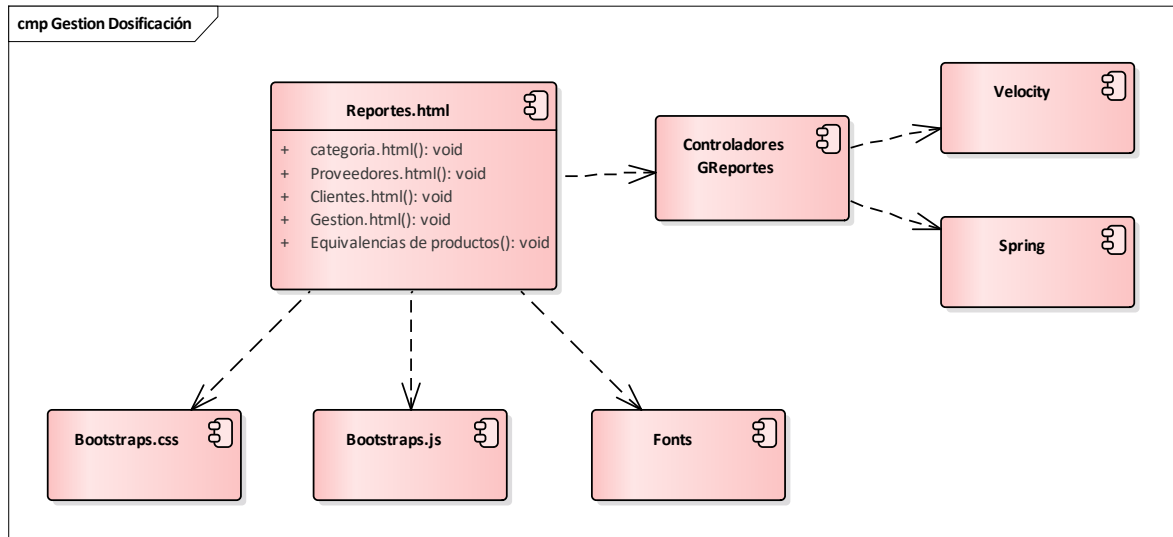 cmp Gestion Dosificación
Reportes.html
+ categoria.html(): void
+ Proveedores.html(): void
+ Clientes.html(): void
+ Gestion.html(): void
+ Equivalencias de productos(): void
Controladores
GReportes
Velocity
Spring
Bootstraps.css
Bootstraps.js
Fonts